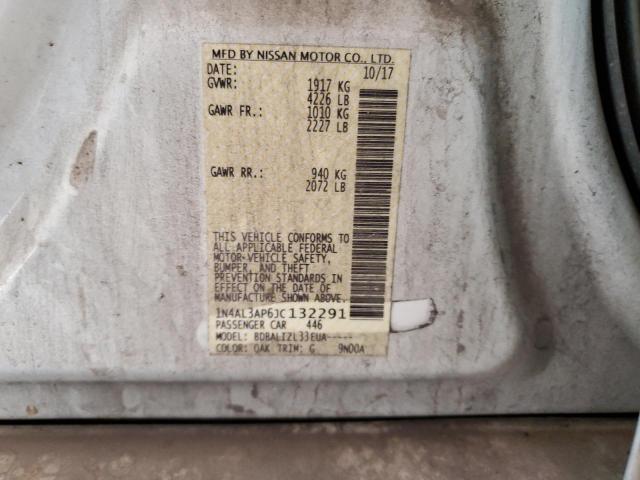 MFD BY NISSAN MOTOR CO., LTD.
DATE: 10/17
GVWR: 1917 KG
4226 LB
GAWR FR.: 1010 KG
2227 LB
GAWR RR.: 940 KG
2072 LB
THIS VEHICLE CONFORMS TO
ALL APPLICABLE FEDERAL
MOTOR-VEHICLE SAFETY,
BUMPER, AND THEFT
PREVENTION STANDARDS IN
EFFECT ON THE DATE OF
MANUFACTURE SHOWN ABOVE.
1N4AL3AP6JC132291
PASSENGER CAR 446
MODEL: BDBALIZL33EUA-----
COLOR: QAK TRIM: G 9N00A